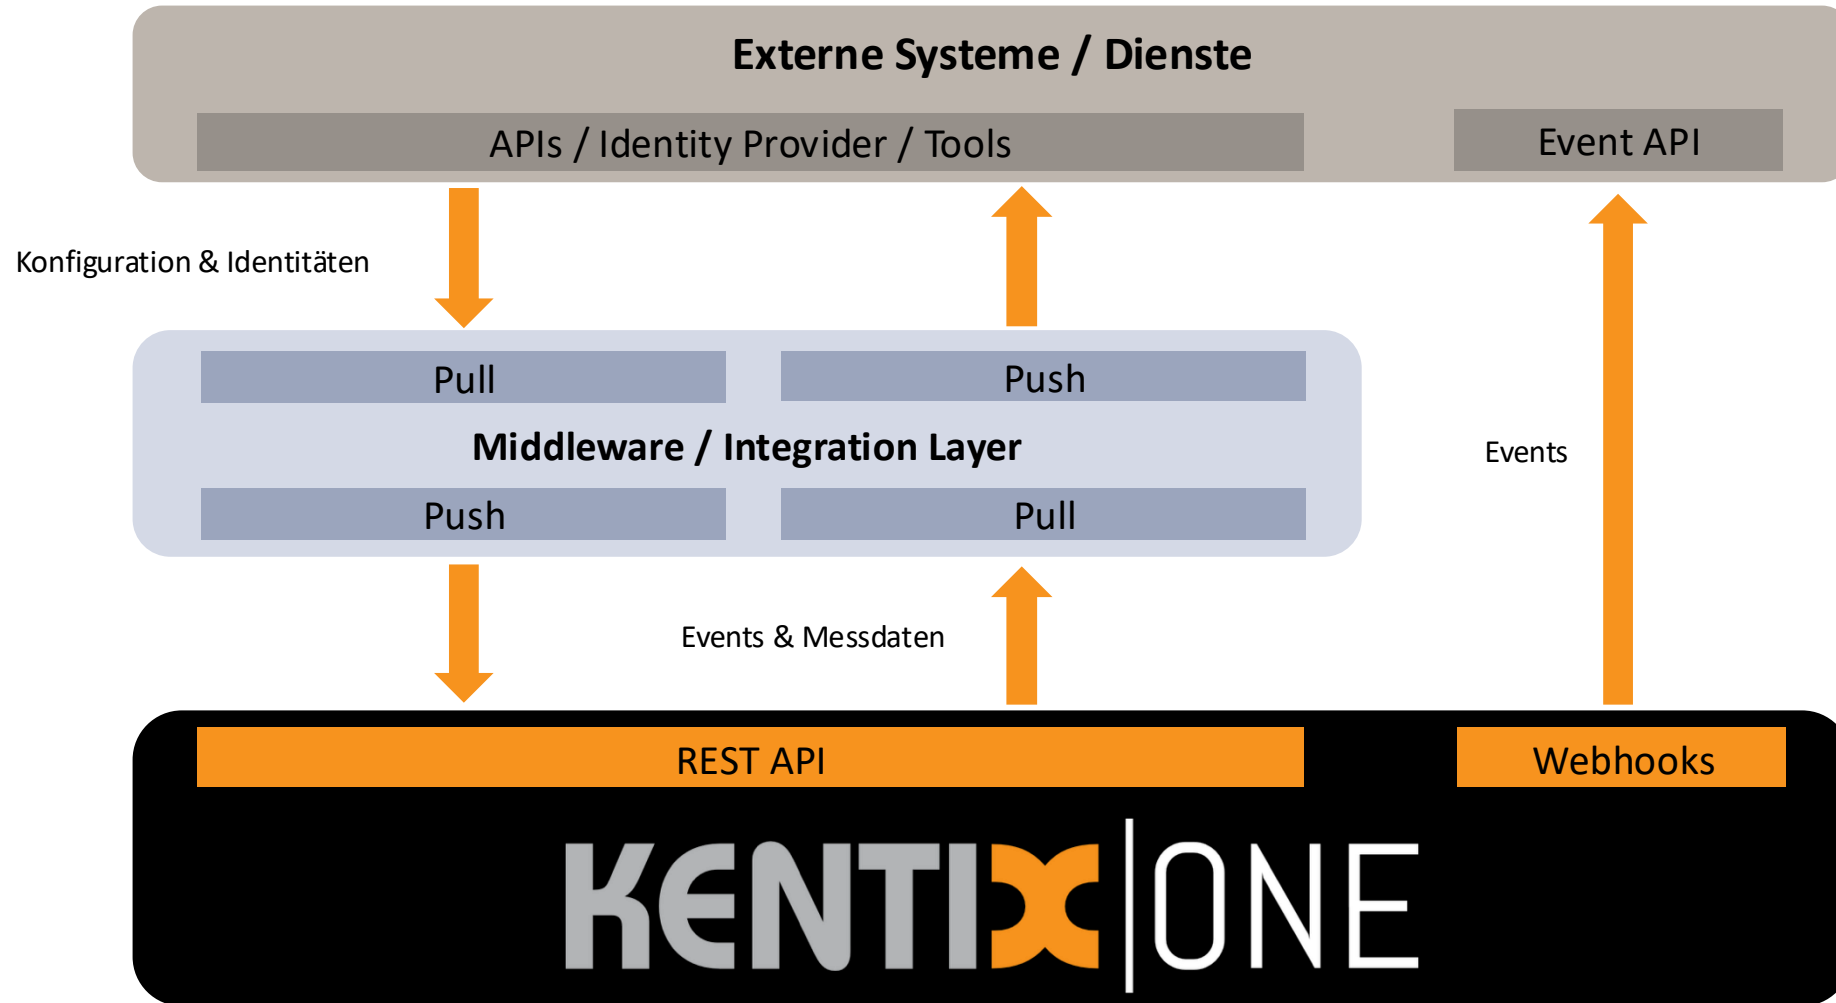 Externe Systeme / Dienste
APIs / Identity Provider / Tools
Event API
Konfiguration & Identitäten
Pull
Push
Middleware / Integration Layer
Events
Push
Pull
Events & Messdaten
REST API
Webhooks
KENTIX|ONE